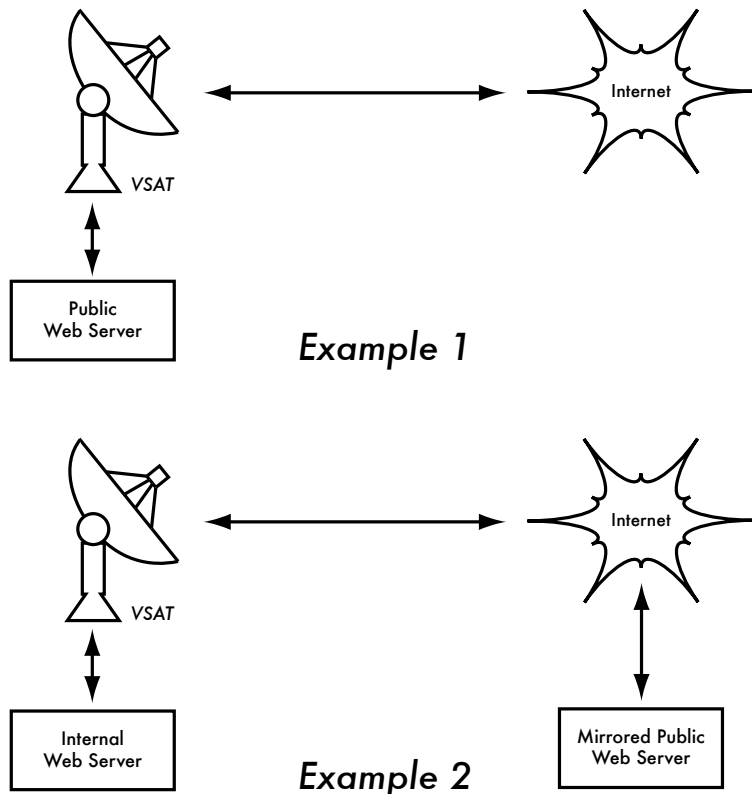 Internet
VSAT
Public
Web Server
Example 1
Internet
VSAT
Internal
Web Server
Mirrored Public
Web Server
Example 2